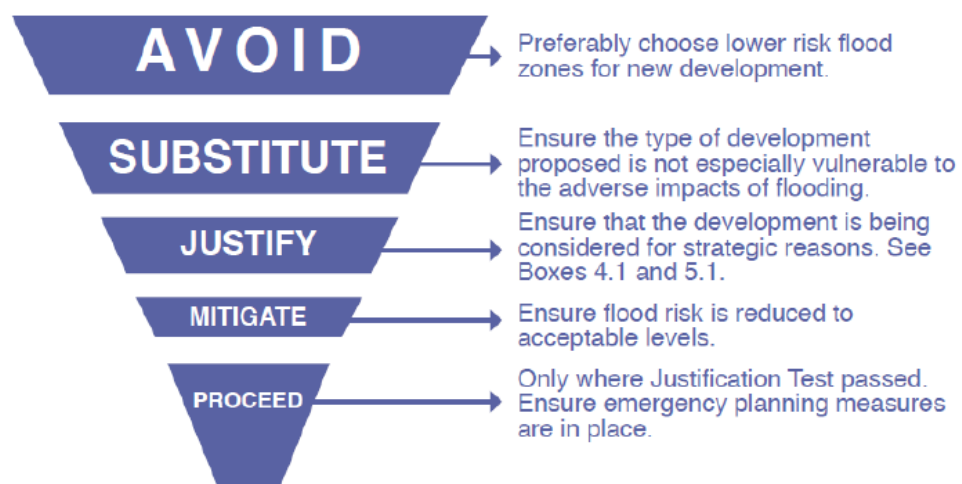 AVOID
Preferably choose lower risk flood
zones for new development.
SUBSTITUTE
Ensure the type of development
proposed is not especially vulnerable to
the adverse impacts of flooding.
JUSTIFY
Ensure that the development is being
considered for strategic reasons. See
Boxes 4.1 and 5.1.
MITIGATE
Ensure flood risk is reduced to
acceptable levels.
PROCEED
Only where Justification Test passed.
Ensure emergency planning measures
are in place.